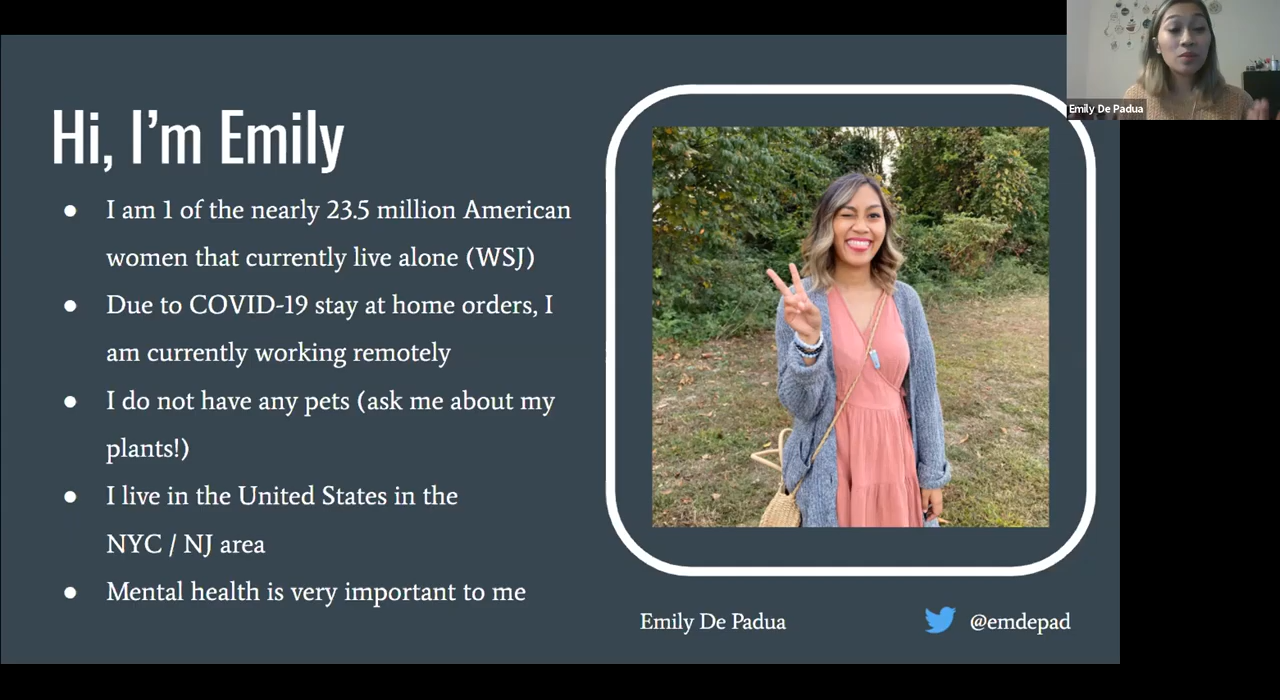 Hi, I'm Emily
● I am 1 of the nearly 23.5 million American
women that currently live alone (WSJ)
● Due to COVID-19 stay at home orders, I
am currently working remotely
● I do not have any pets (ask me about my
plants!)
● I live in the United States in the
NYC / NJ area
● Mental health is very important to me
Emily De Padua
@emdepad
Emily De Padua